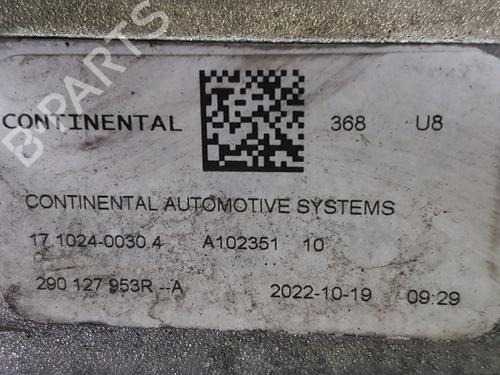 B-PARTS
CONTINENTAL 368 U8
CONTINENTAL AUTOMOTIVE SYSTEMS
17.1024-0030.4 A102351 10
290 127 953R --A 2022-10-19 09:29